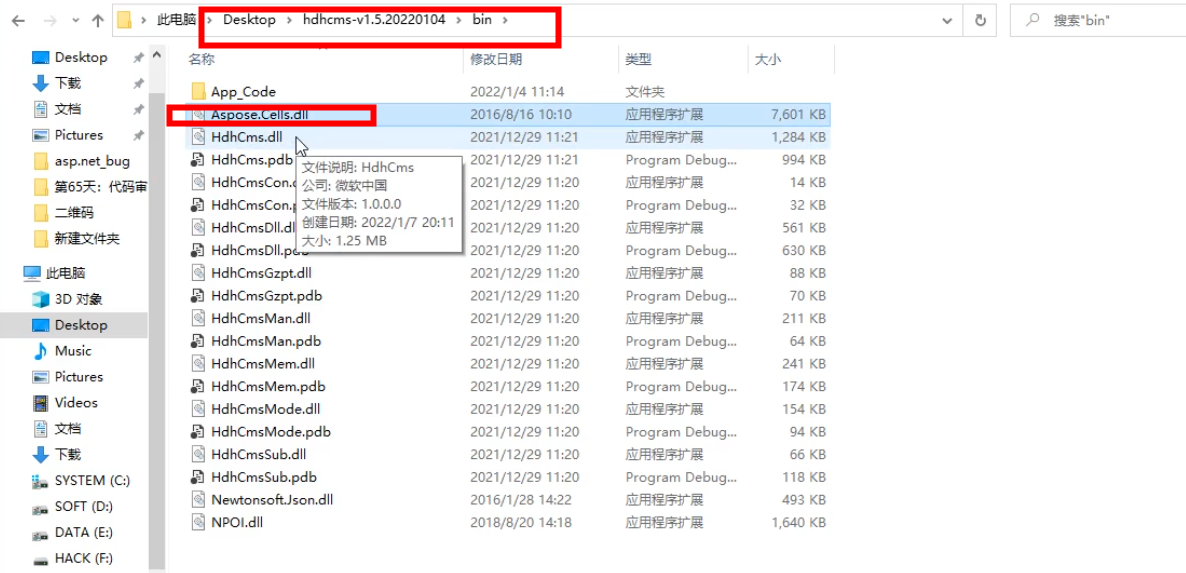 此电脑 › Desktop › hdhcms-v1.5.20220104 › bin ›
搜索"bin"
Desktop
下载
文档
Pictures
asp.net_bug
第65天：代码审
二维码
新建文件夹
此电脑
3D 对象
Desktop
Music
Pictures
Videos
文档
下载
SYSTEM (C:)
SOFT (D:)
DATA (E:)
HACK (F:)
名称 修改日期 类型 大小
App_Code 2022/1/4 11:14 文件夹
Aspose.Cells.dll 2016/8/16 10:10 应用程序扩展 7,601 KB
HdhCms.dll 2021/12/29 11:21 应用程序扩展 1,284 KB
HdhCms.pdb 2021/12/29 11:21 Program Debug... 994 KB
HdhCmsCon.d 2021/12/29 11:20 应用程序扩展 14 KB
HdhCmsCon.p 2021/12/29 11:20 Program Debug... 32 KB
HdhCmsDll.dl 2021/12/29 11:20 应用程序扩展 561 KB
HdhCmsDll.pdb 2021/12/29 11:20 Program Debug... 630 KB
HdhCmsGzpt.dll 2021/12/29 11:20 应用程序扩展 88 KB
HdhCmsGzpt.pdb 2021/12/29 11:20 Program Debug... 70 KB
HdhCmsMan.dll 2021/12/29 11:20 应用程序扩展 211 KB
HdhCmsMan.pdb 2021/12/29 11:20 Program Debug... 64 KB
HdhCmsMem.dll 2021/12/29 11:20 应用程序扩展 241 KB
HdhCmsMem.pdb 2021/12/29 11:20 Program Debug... 174 KB
HdhCmsMode.dll 2021/12/29 11:20 应用程序扩展 154 KB
HdhCmsMode.pdb 2021/12/29 11:20 Program Debug... 94 KB
HdhCmsSub.dll 2021/12/29 11:20 应用程序扩展 66 KB
HdhCmsSub.pdb 2021/12/29 11:20 Program Debug... 118 KB
Newtonsoft.Json.dll 2016/1/28 14:22 应用程序扩展 493 KB
NPOI.dll 2018/8/20 14:18 应用程序扩展 1,640 KB
文件说明: HdhCms
公司: 微软中国
文件版本: 1.0.0.0
创建日期: 2022/1/7 20:11
大小: 1.25 MB